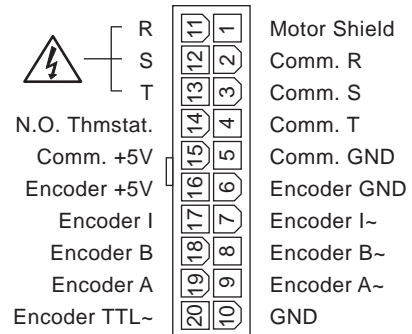 R 11 1 Motor Shield
S 12 2 Comm. R
T 13 3 Comm. S
N.O. Thmstat. 14 4 Comm. T
Comm. +5V 15 5 Comm. GND
Encoder +5V 16 6 Encoder GND
Encoder I 17 7 Encoder I~
Encoder B 18 8 Encoder B~
Encoder A 19 9 Encoder A~
Encoder TTL~ 20 10 GND